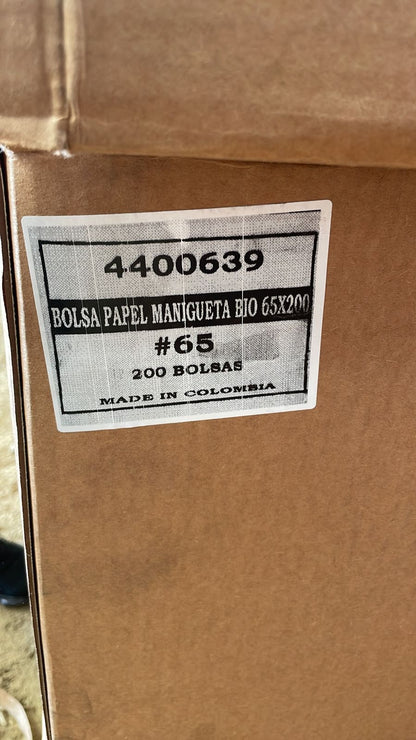 4400639
BOLSA PAPEL MANIGUETA BIO 65X200
#65
200 BOLSAS
MADE IN COLOMBIA